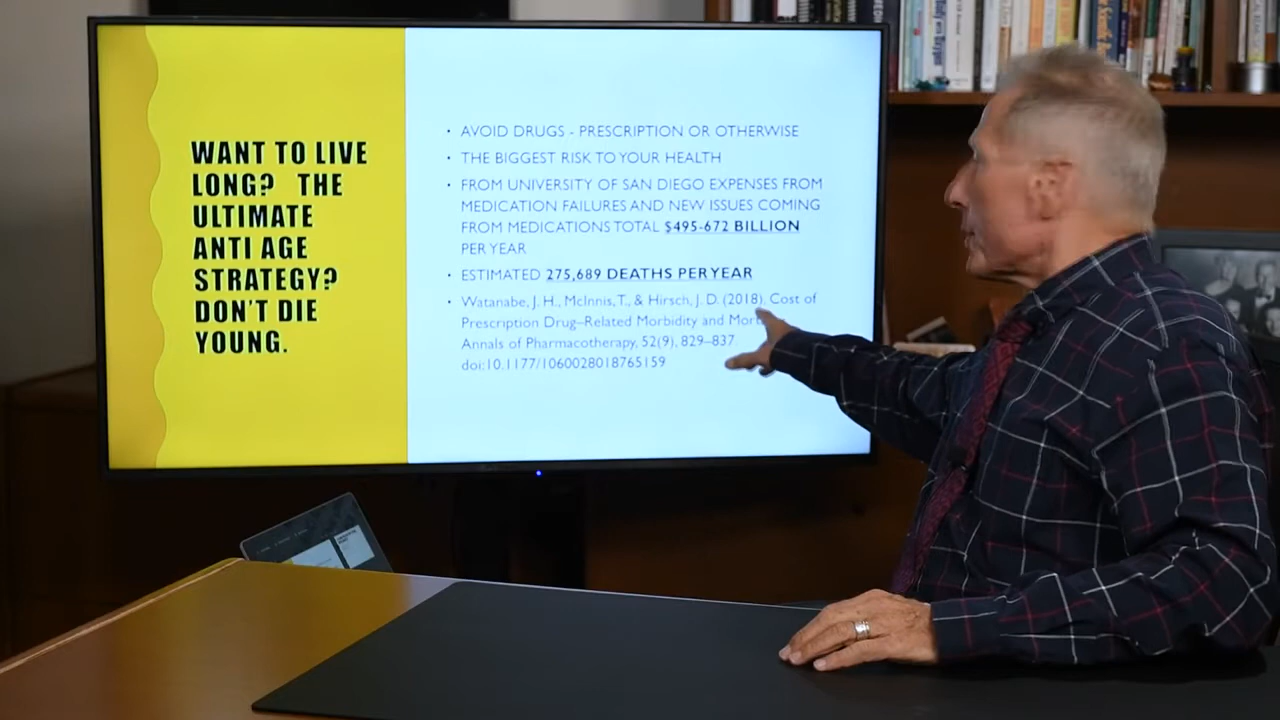 WANT TO LIVE
LONG? THE
ULTIMATE
ANTI AGE
STRATEGY?
DON'T DIE
YOUNG.
• AVOID DRUGS - PRESCRIPTION OR OTHERWISE
• THE BIGGEST RISK TO YOUR HEALTH
• FROM UNIVERSITY OF SAN DIEGO EXPENSES FROM
MEDICATION FAILURES AND NEW ISSUES COMING
FROM MEDICATIONS TOTAL $495-672 BILLION
PER YEAR
• ESTIMATED 275,689 DEATHS PER YEAR
• Watanabe, J. H., McInnis, T., & Hirsch, J. D. (2018). Cost of
Prescription Drug–Related Morbidity and
Annals of Pharmacotherapy, 52(9), 829–837.
doi:10.1177/1060028018765159